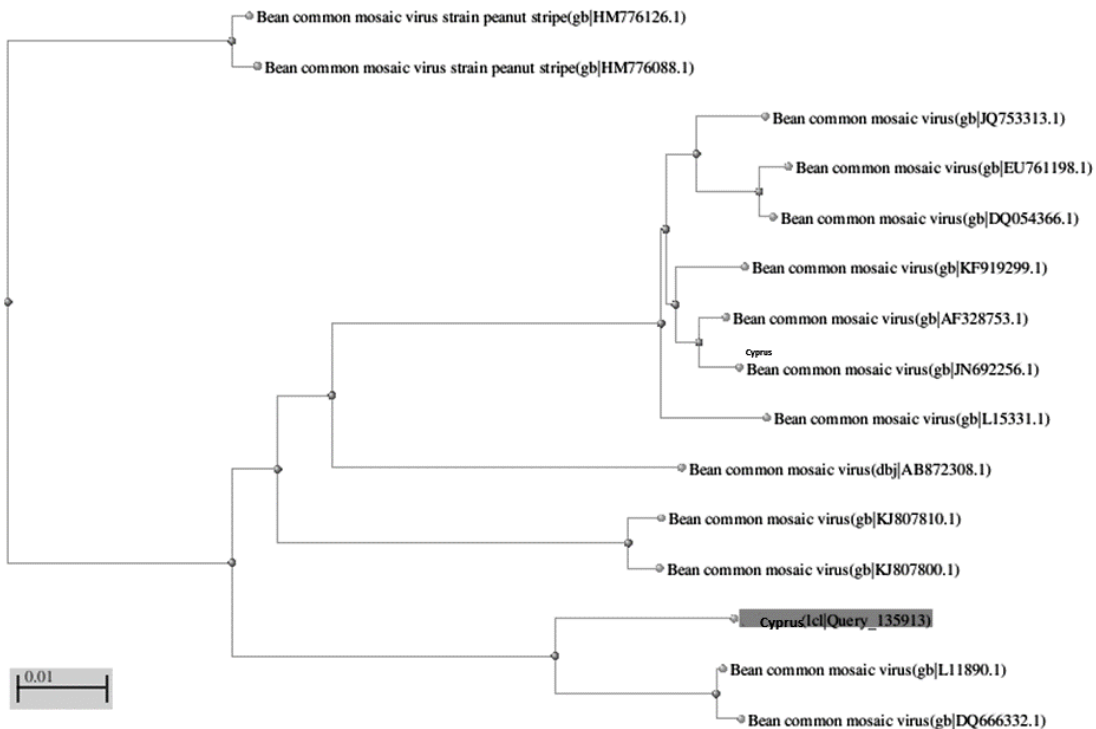 Bean common mosaic virus strain peanut stripe(gb|HM776126.1)
Bean common mosaic virus strain peanut stripe(gb|HM776088.1)
Bean common mosaic virus(gb|JQ753313.1)
Bean common mosaic virus(gb|EU761198.1)
Bean common mosaic virus(gb|DQ054366.1)
Bean common mosaic virus(gb|KF919299.1)
Bean common mosaic virus(gb|AF328753.1)
Cyprus
Bean common mosaic virus(gb|JN692256.1)
Bean common mosaic virus(gb|L15331.1)
Bean common mosaic virus(dbj|AB872308.1)
Bean common mosaic virus(gb|KJ807810.1)
Bean common mosaic virus(gb|KJ807800.1)
Cyprus(lcl|Query_135913)
Bean common mosaic virus(gb|L11890.1)
Bean common mosaic virus(gb|DQ666332.1)
0.01